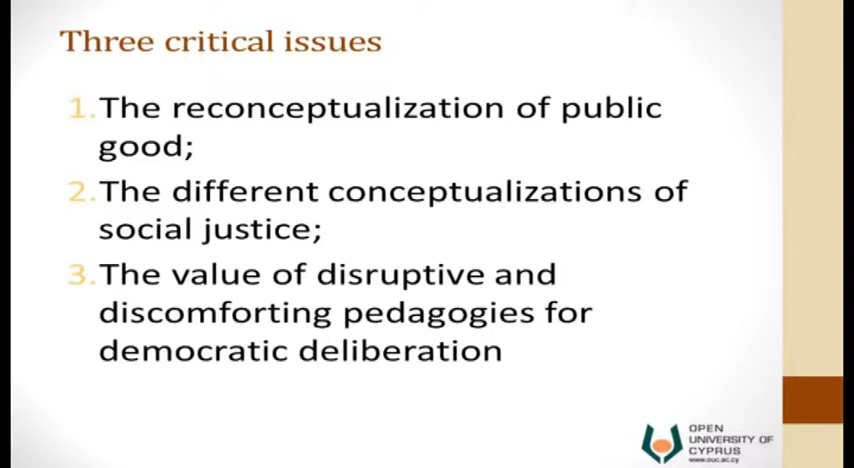 Three critical issues
1. The reconceptualization of public
good;
2. The different conceptualizations of
social justice;
3. The value of disruptive and
discomforting pedagogies for
democratic deliberation
OPEN
UNIVERSITY OF
CYPRUS
www.ouc.ac.cy